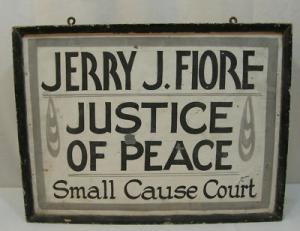 JERRY J. FIORE
JUSTICE
OF PEACE
Small Cause Court